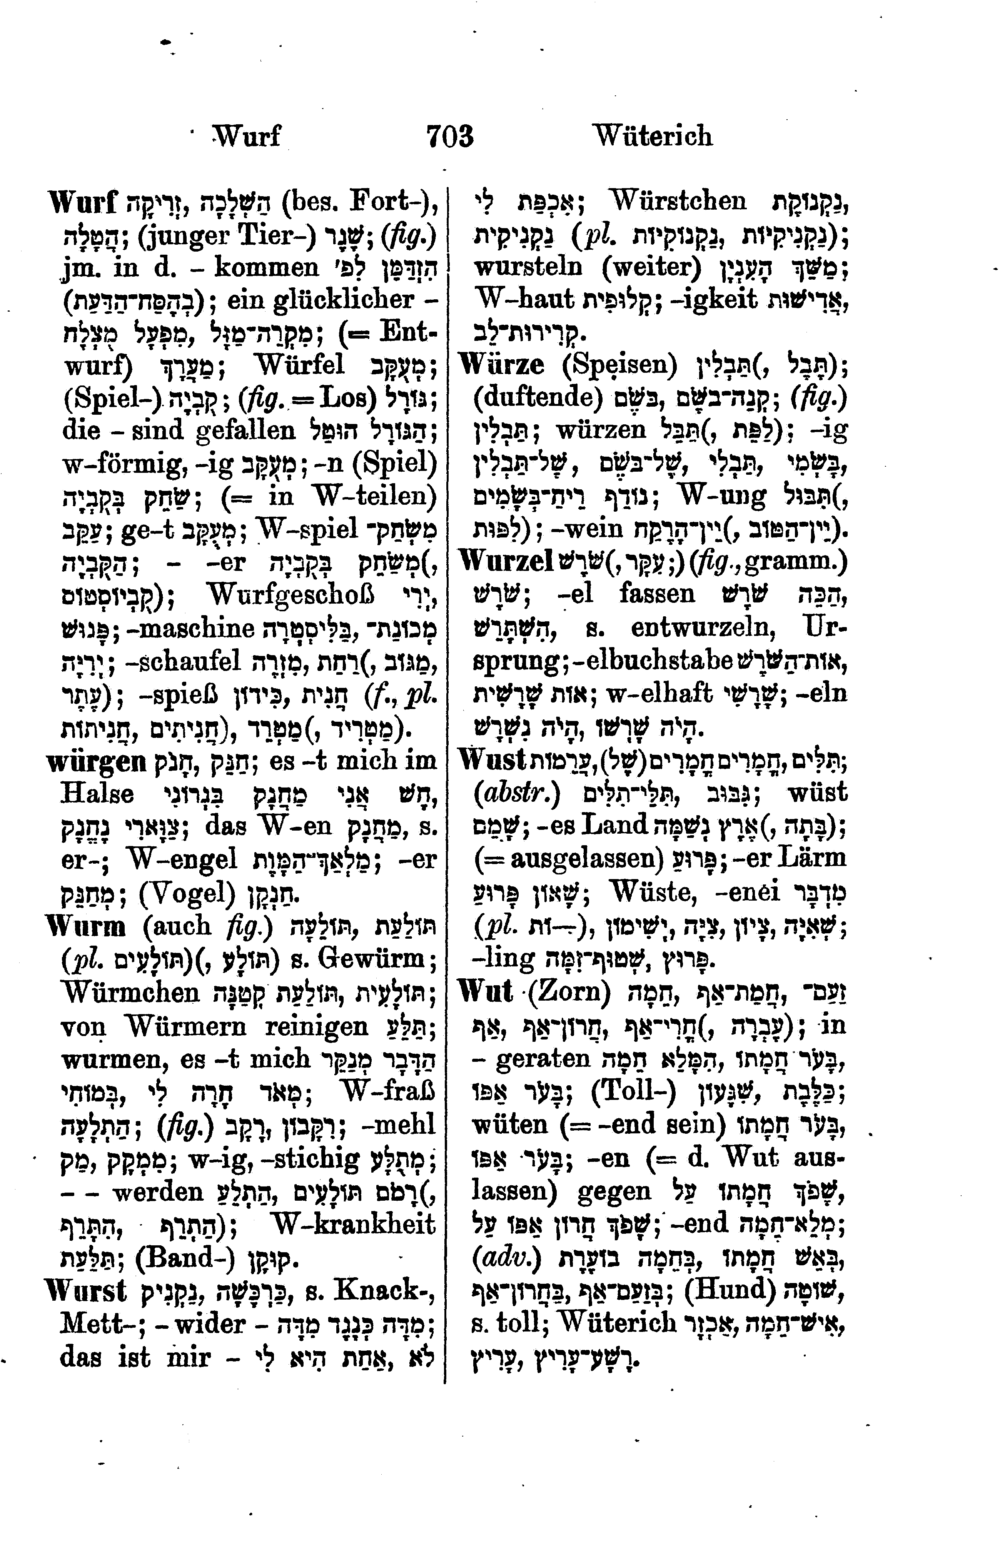 Wurf 703 Wüterich
Wurf זְרִיקָה, הַשְׁלָכָה (bes. Fort-),
הֲטָלָה; (junger Tier-) שָׁגֶר; (fig.)
jm. in d. – kommen הִזְדַּמֵּן לְפִ'
(בְהֶסַּח־הַדַּעַת); ein glücklicher –
מִקְרֶה־מַזָּל, מִפְעָל מֻצְלָח; (= Ent-
wurf) מַעֲרָךְ; Würfel מְעֻקָּב;
(Spiel-) קֻבְיָה; (fig. = Los) גּוֹרָל;
die – sind gefallen הַגּוֹרָל הוּטַל;
w-förmig, -ig מְעֻקָּב; -n (Spiel)
שִׂחֵק בְּקֻבְיָה; (= in W-teilen)
עִקֵּב; ge-t מְעֻקָּב; W-spiel מִשְׂחַק־
הַקֻּבְיָה; – -er מְשַׂחֵק בְּקֻבְיָה(,
קֻבְיוֹסְטוֹס); Wurfgeschoß יְרִי,
פָּגוּשׁ; -maschine מְכוֹנַת־, בַּלִּיסְטְרָה
יְרִיָּה; -schaufel מָגוֹב(, רַחַת, מִזְרֶה,
עָתָר); -spieß חֲנִית, כִּידוֹן (f., pl.
חֲנִיתִים, חֲנִיתוֹת), מַטְרֵד(, מַטְרִיד).
würgen חָנַק, חִנֵּק; es -t mich im
Halse חָשׁ אֲנִי מַחֲנָק בִּגְרוֹנִי,
צַוָּארִי נֶחֱנָק; das W-en מַחֲנָק, s.
er-; W-engel מַלְאַךְ־הַמָּוֶת; -er
מְחַנֵּק; (Vogel) חַנְקָן.
Wurm (auch fig.) תּוֹלַעַת, תּוֹלֵעָה
(pl. תּוֹלָעִים)(, תּוֹלָע) s. Gewürm;
Würmchen תּוֹלַעַת קְטַנָּה, תּוֹלָעִית;
von Würmern reinigen תִּלַּע;
wurmen, es -t mich הַדָּבָר מְנַקֵּר
בְּמוֹחִי, מְאֹד חָרָה לִי; W-fraß
הַתְלָעָה; (fig.) רִקָּבוֹן, רָקָב; -mehl
מַק, מְמַקֵּק; w-ig, -stichig מְתֻלָּע;
– – werden הִתְלַע, רָםֹם תּוֹלָעִים(,
הִתָּרֵף, הִתְרַף); W-krankheit
תַּלַּעַת; (Band-) קוּקָן.
Wurst נַקְנִיק, כַּרְכָּשָׁה, s. Knack-,
Mett-; – wider – מִדָּה כְּנֶגֶד מִדָּה;
das ist mir – לֹא, אַחַת הִיא לִי
אִכְפַּת לִי; Würstchen נַקְנוּקֶת,
נַקְנִיקִית (pl. נַקְנִיקִיּוֹת, נַקְנוּקִיּוֹת);
wursteln (weiter) מָשַׁךְ הָעִנְיָן;
W-haut קְלוּפִית; -igkeit אֲדִישׁוּת,
קְרִירוּת־לֵב.
Würze (Speisen) תַּבְלִין(, תֶּבֶל);
(duftende) בֹּשֶׂם, קְנֵה־בֹשֶׂם; (fig.)
תַּבְלִין; würzen תִּבֵּל(, לִפֵּת); -ig
בָּשְׂמִי, תַּבְלִי, שֶׁל־בֹּשֶׂם, שֶׁל־תַּבְלִין,
נוֹדֵף רֵיחַ־בְּשָׂמִים; W-ung תִּבּוּל(,
לִפּוּת); -wein יֵין־הָרֶקַח(, יֵין־הַטּוֹב).
Wurzel שֹׁרֶשׁ(, עִקָּר;) (fig., gramm.)
שֹׁרֶשׁ; -el fassen הִכָּה שֹׁרֶשׁ,
הִשְׁתָּרֵשׁ, s. entwurzeln, Ur-
sprung; -elbuchstabe אוֹת־הַשֹּׁרֶשׁ,
אוֹת שָׁרְשִׁית; w-elhaft שָׁרְשִׁי; -eln
הָיָה שָׁרְשׁוֹ, הָיָה נִשְׁרָשׁ.
Wust תִּלִּים, חֳמָרִים חֳמָרִים (שֶׁל), עֲרֵמוֹת;
(abstr.) גִּבּוּב, תִּלֵּי־תִלִּים; wüst
שָׁמֵם; -es Land אֶרֶץ נְשַׁמָּה(, בָּתָה);
(= ausgelassen) פָּרוּעַ; -er Lärm
שָׁאוֹן פָּרוּעַ; Wüste, -enei מִדְבָּר
(pl. וֹת—), יְשִׁימוֹן, צִיָּה, צִיּוֹן, שְׁאִיָּה;
-ling פָּרוּץ, שְׁטוּף־זִמָּה.
Wut (Zorn) חֵמָה, חֲמַת־אַף, זַעַם־
אַף, חֲרוֹן־אַף, חֳרִי־אַף(, עֶבְרָה); in
– geraten הִמָּלֵא חֵמָה, בָּעֹר חֲמָתוֹ,
בָּעֹר אַפּוֹ; (Toll-) שִׁגָּעוֹן, כַּלֶּבֶת;
wüten (= -end sein) בָּעֹר חֲמָתוֹ,
בָּעֹר אַפּוֹ; -en (= d. Wut aus-
lassen) gegen שָׁפֹךְ חֲמָתוֹ עַל,
שָׁפֹךְ חֲרוֹן אַפּוֹ עַל; -end מְלֵא־חֵמָה;
(adv.) בְּאֵשׁ חֲמָתוֹ, בְּחֵמָה בוֹעֶרֶת,
בְּזַעַם־אַף, בַּחֲרוֹן־אַף; (Hund) שׁוֹטֶה,
s. toll; Wüterich אִישׁ־חֵמָה, אַכְזָר,
רָשָׁע־עָרִיץ, עָרִיץ.